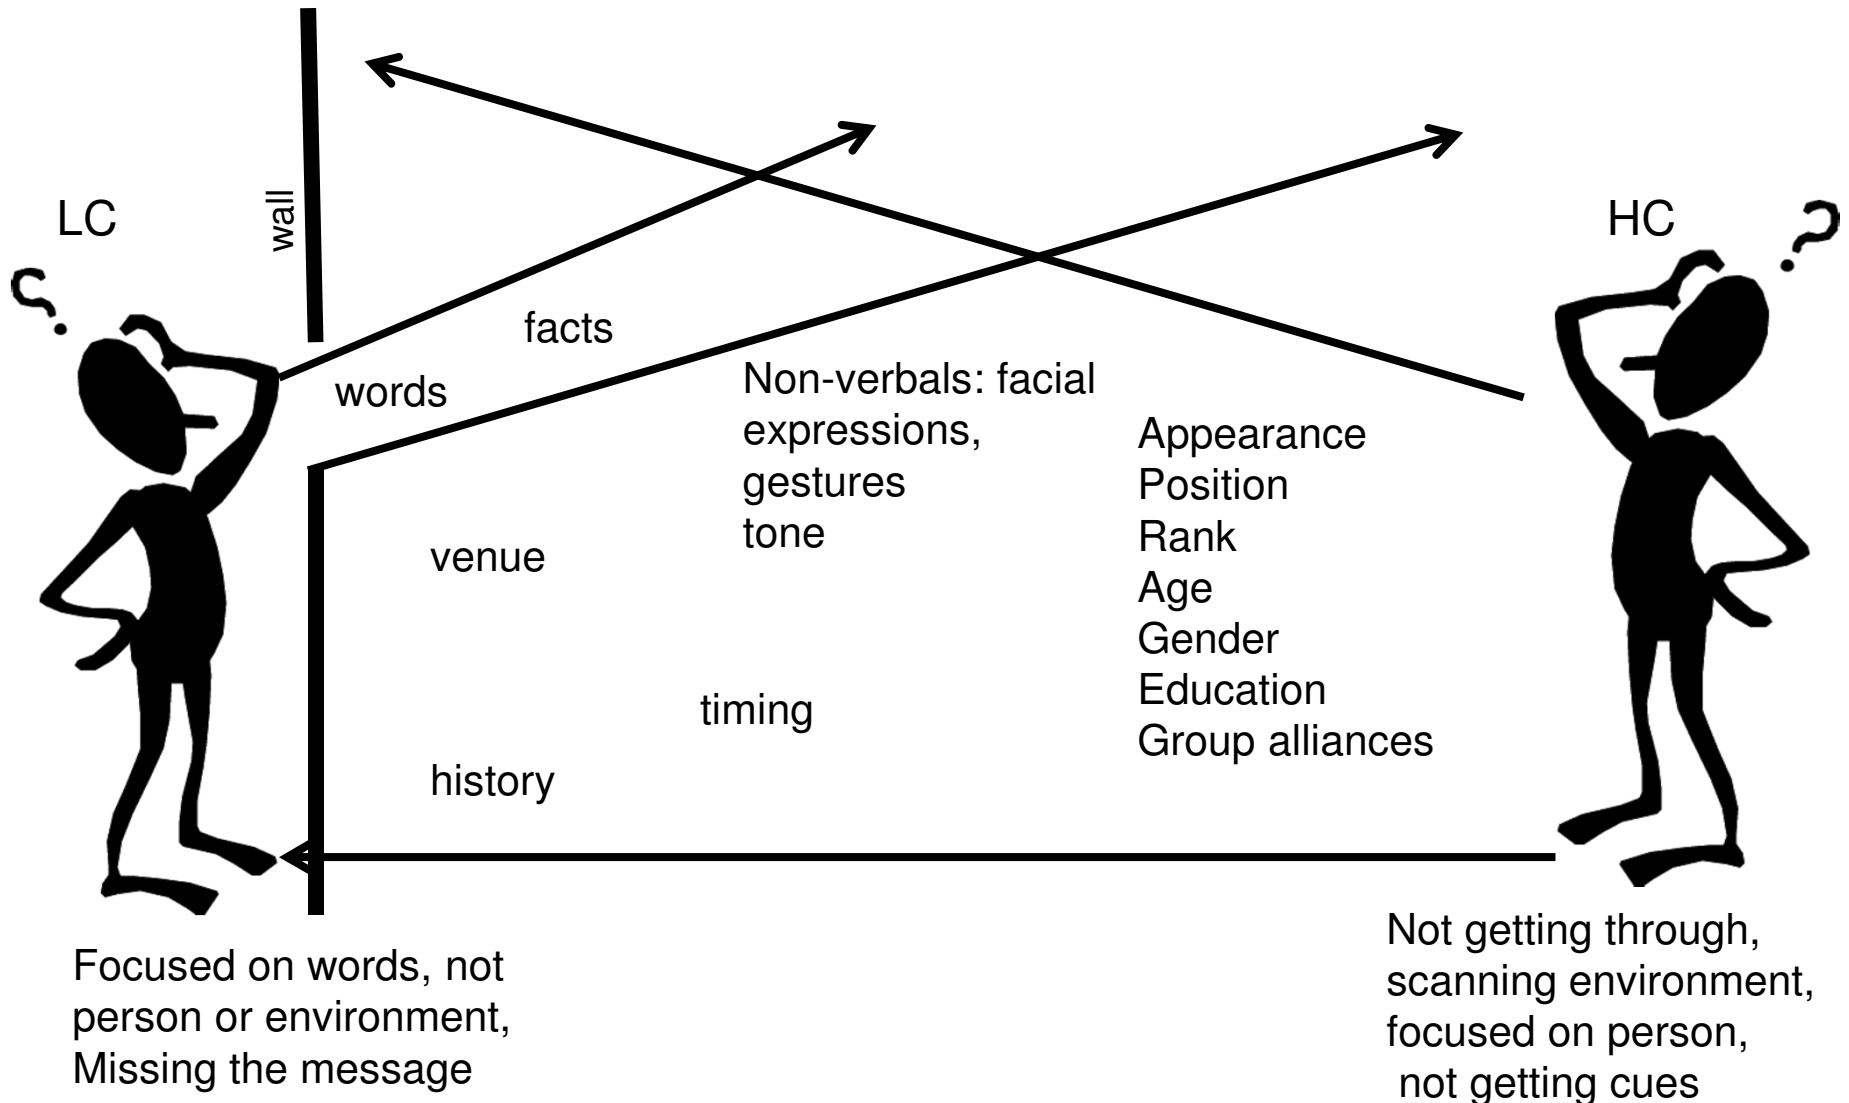 LC
wall
HC
facts
words
Non-verbals: facial
expressions,
gestures
tone
Appearance
Position
Rank
Age
Gender
Education
Group alliances
venue
timing
history
Focused on words, not
person or environment,
Missing the message
Not getting through,
scanning environment,
focused on person,
not getting cues